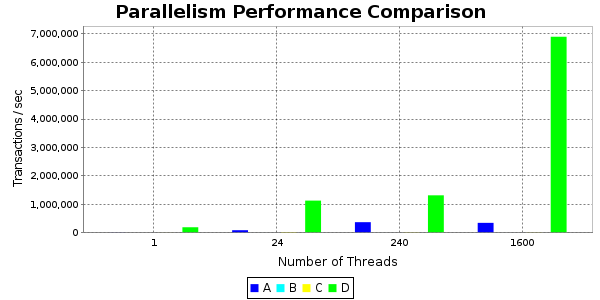 Parallelism Performance Comparison
Transactions / sec
7,000,000
6,000,000
5,000,000
4,000,000
3,000,000
2,000,000
1,000,000
0
1 24 240 1600
Number of Threads
A B C D